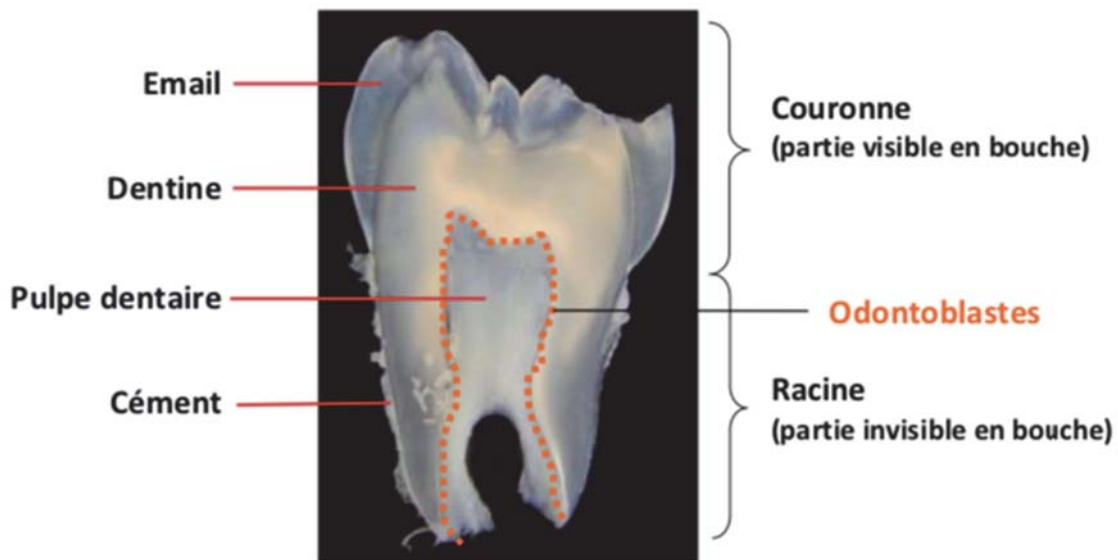 Email
Dentine
Pulpe dentaire
Cément
Couronne
(partie visible en bouche)
Odontoblastes
Racine
(partie invisible en bouche)